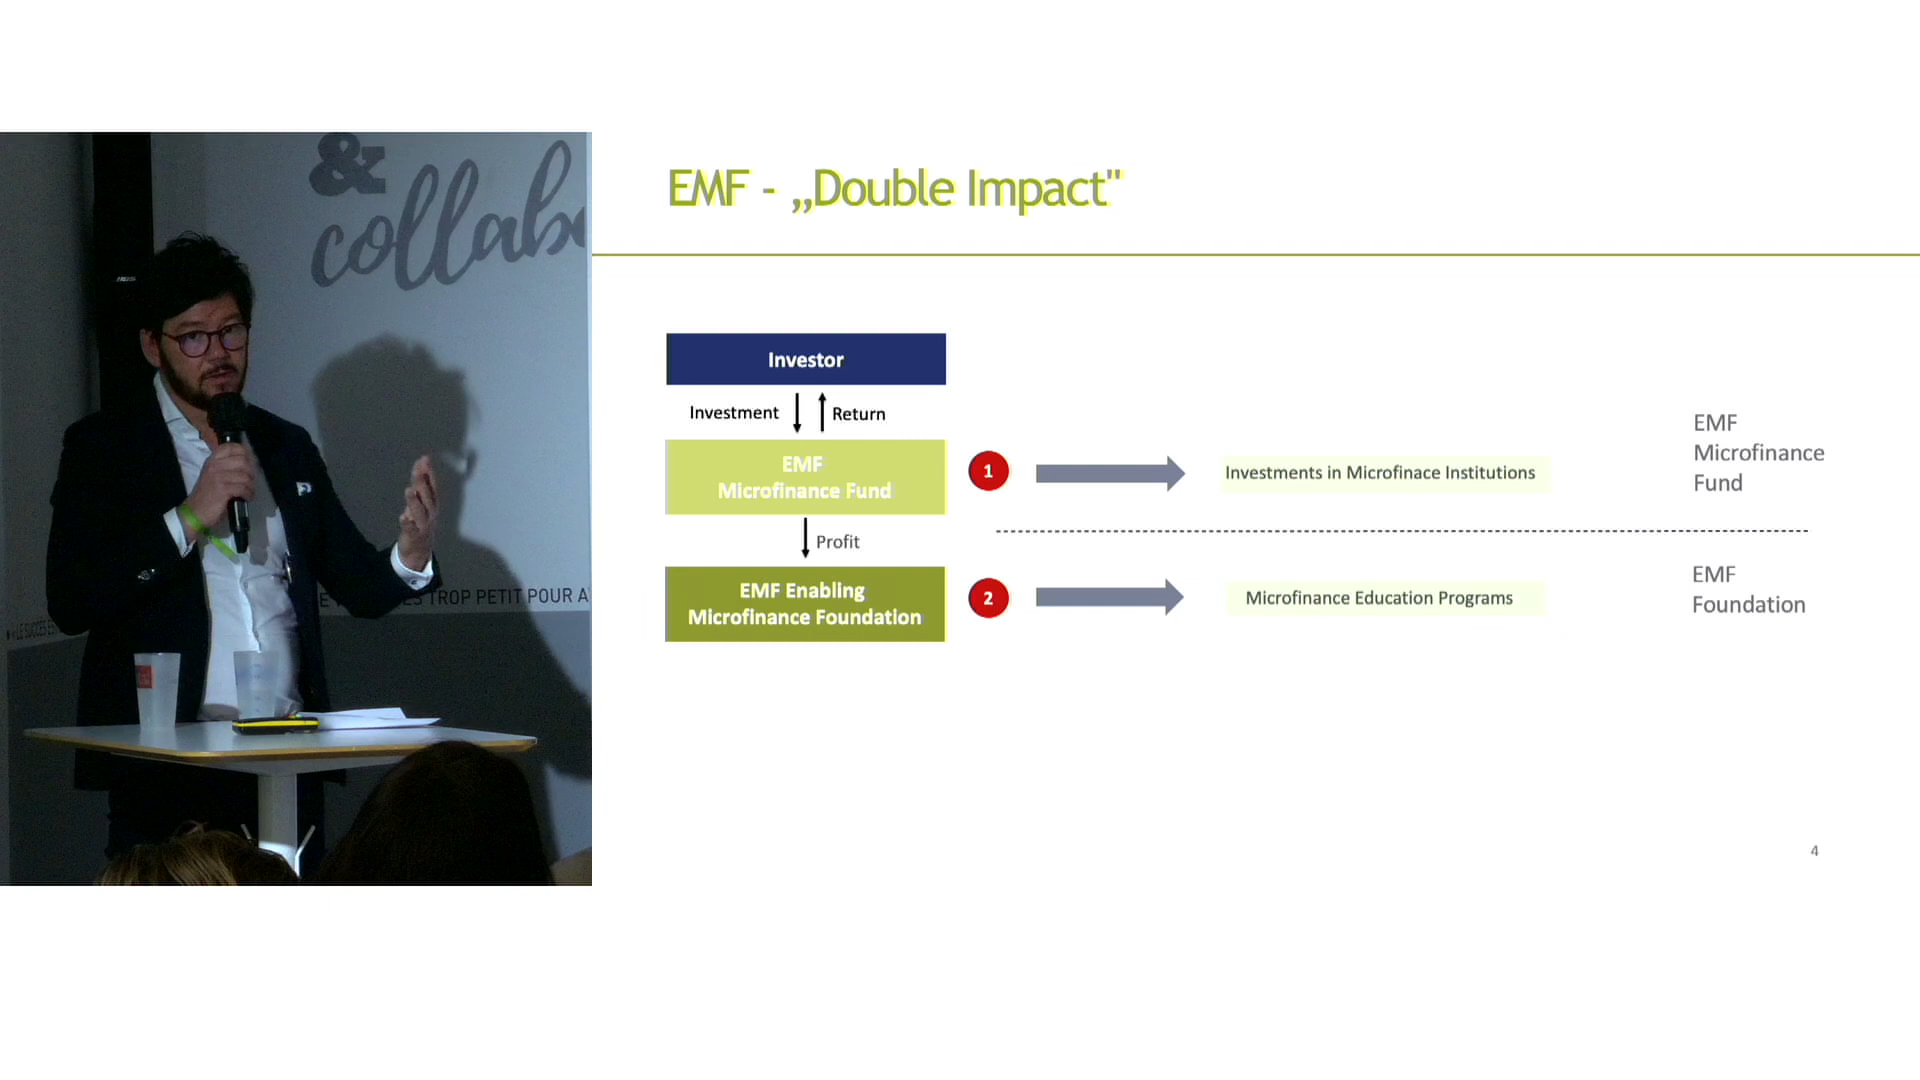 &
collab
TROP PETIT POUR A
EMF - „Double Impact"
Investor
Investment
Return
EMF
Microfinance Fund
1
Investments in Microfinace Institutions
EMF
Microfinance
Fund
Profit
EMF Enabling
Microfinance Foundation
2
Microfinance Education Programs
EMF
Foundation
4